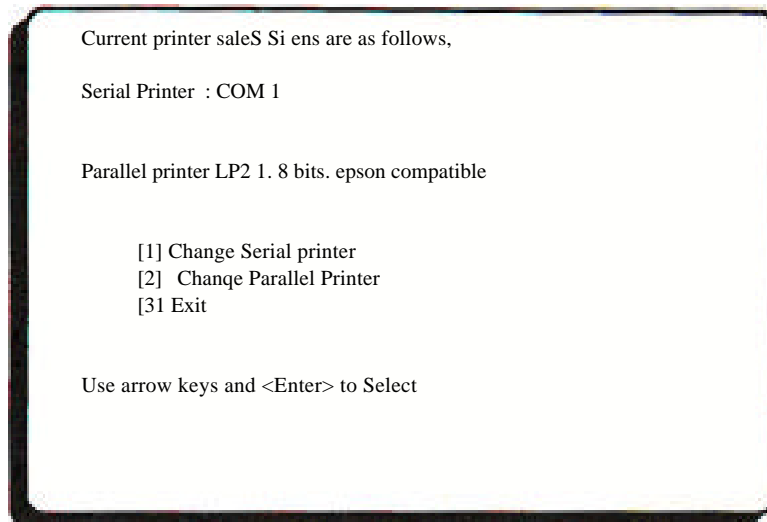 Current printer saleS Si ens are as follows,
Serial Printer : COM 1
Parallel printer LP2 1. 8 bits. epson compatible
[1] Change Serial printer
[2] Chanqe Parallel Printer
[31 Exit
Use arrow keys and <Enter> to Select